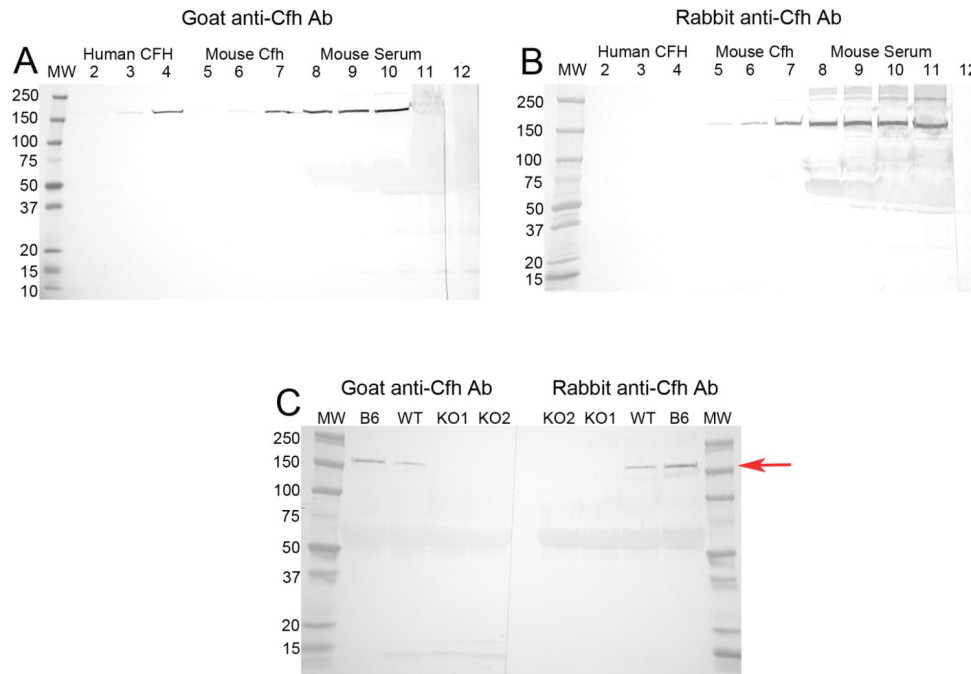 Goat anti-Cfh Ab
A
Human CFH Mouse Cfh Mouse Serum
MW 2 3 4 5 6 7 8 9 10 11 12
250
150
100
75
50
37
20
15
10
Rabbit anti-Cfh Ab
B
Human CFH Mouse Cfh Mouse Serum
MW 2 3 4 5 6 7 8 9 10 11 12
250
150
100
75
50
37
20
15
C
Goat anti-Cfh Ab Rabbit anti-Cfh Ab
MW B6 WT KO1 KO2 KO2 KO1 WT B6 MW
250
150
100
75
50
37
20
15